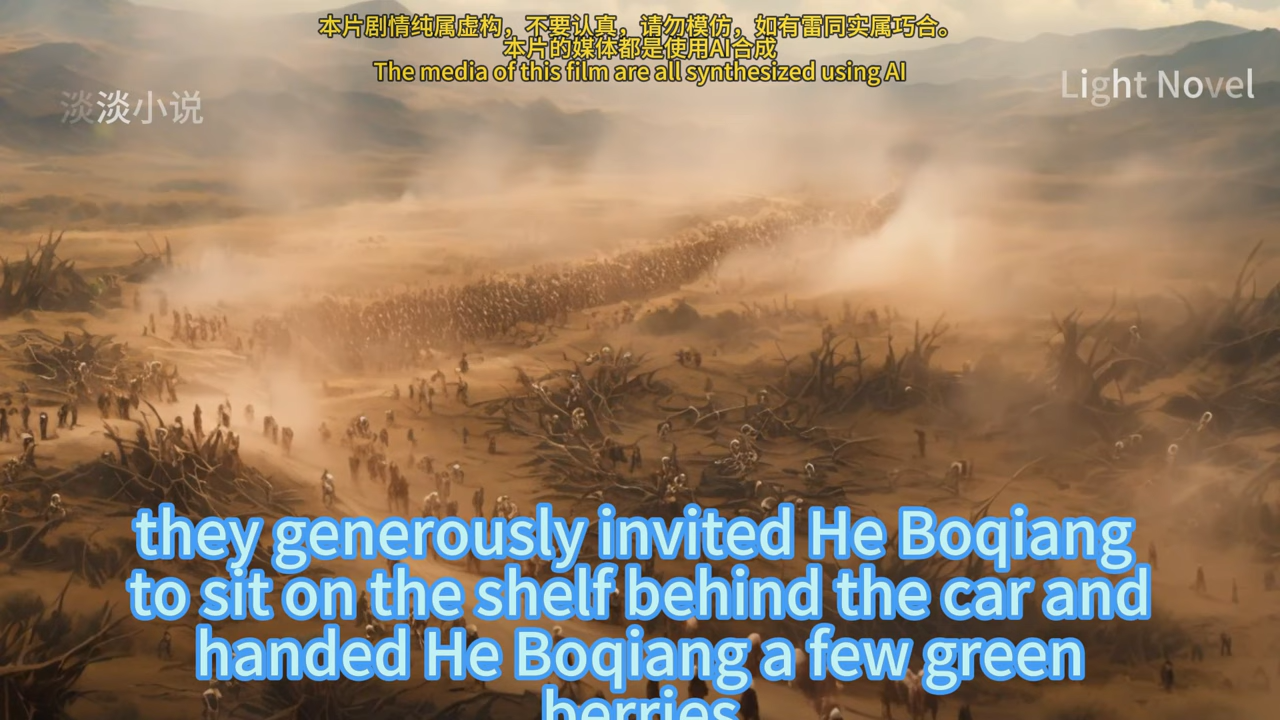 本片剧情纯属虚构，不要认真，请勿模仿，如有雷同实属巧合。
本片的媒体都是使用AI合成
The media of this film are all synthesized using AI
Light Novel
淡淡小说
they generously invited He Boqiang
to sit on the shelf behind the car and
handed He Boqiang a few green
berries